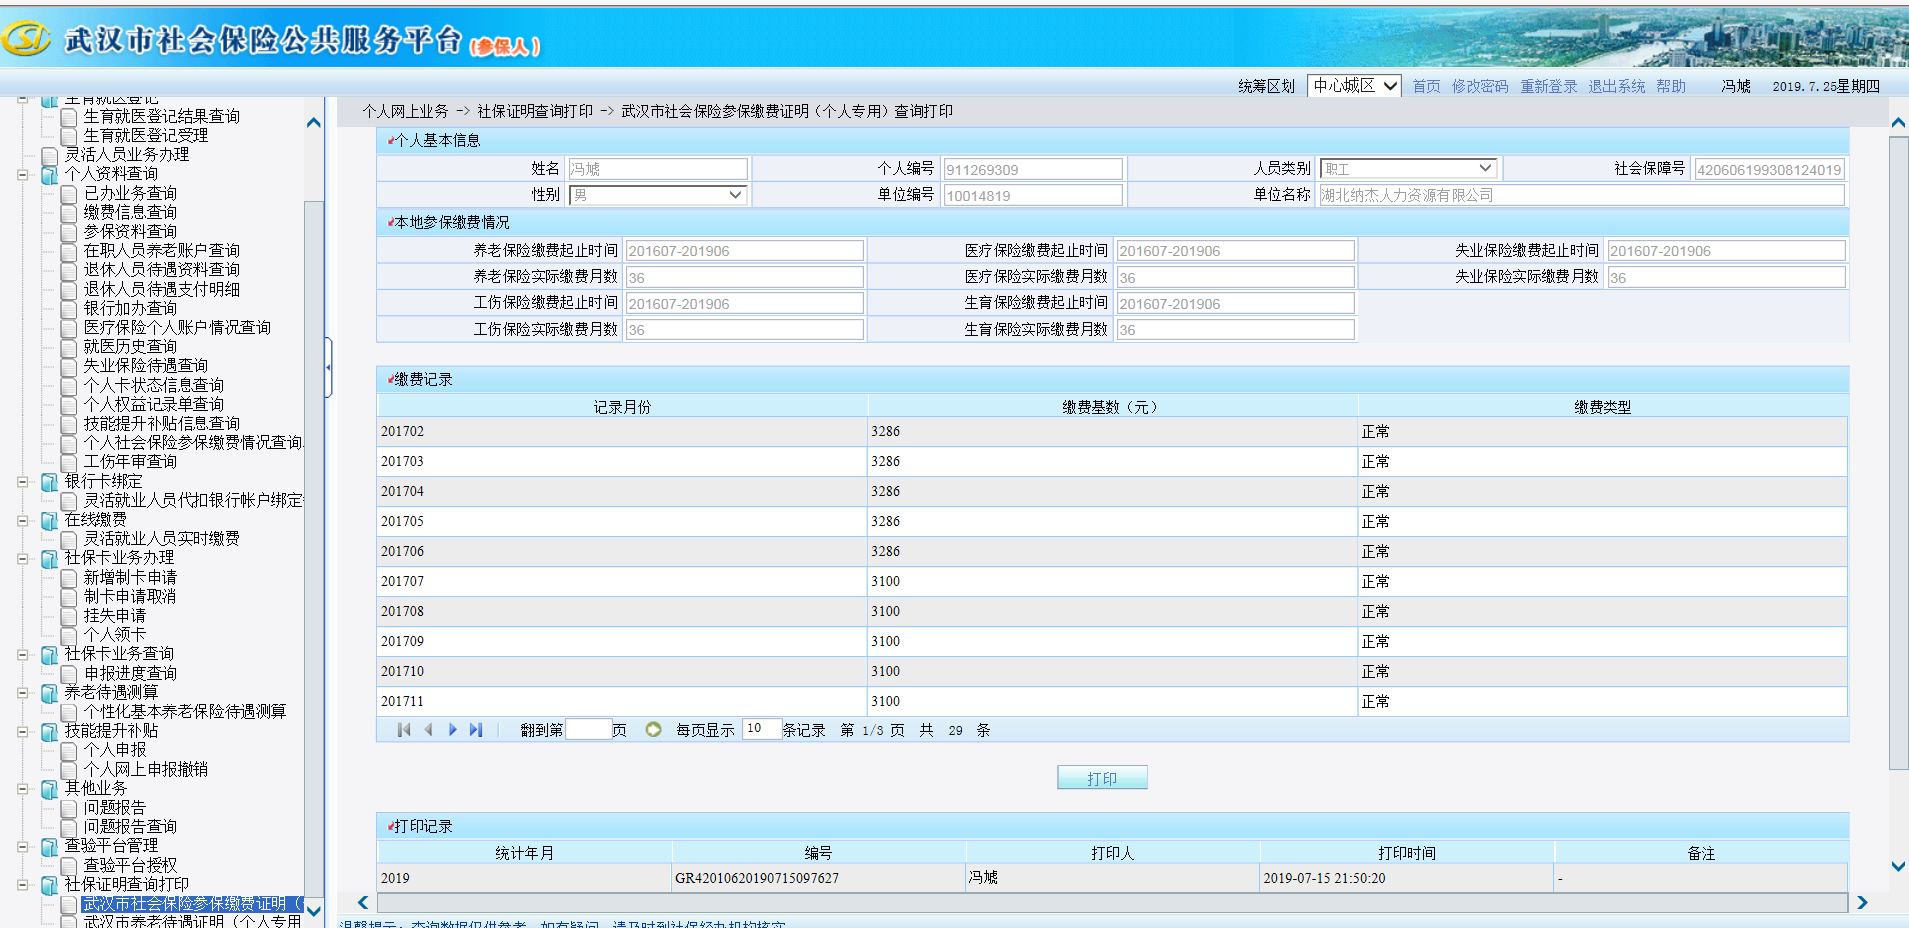 武汉市社会保险公共服务平台(参保人)
统筹区划 中心城区 首页 修改密码 重新登录 退出系统 帮助 冯墟 2019.7.25星期四
生育就医登记
生育就医登记结果查询
生育就医登记受理
灵活人员业务办理
个人资料查询
已办业务查询
缴费信息查询
参保资料查询
在职人员养老账户查询
退休人员待遇资料查询
退休人员待遇支付明细
银行加办查询
医疗保险个人账户情况查询
就医历史查询
失业保险待遇查询
个人卡状态信息查询
个人权益记录单查询
技能提升补贴信息查询
个人社会保险参保缴费情况查询
工伤年审查询
银行卡绑定
灵活就业人员代扣银行帐户绑定
在线缴费
灵活就业人员实时缴费
社保卡业务办理
新增制卡申请
制卡申请取消
挂失申请
个人领卡
社保卡业务查询
申报进度查询
养老待遇测算
个性化基本养老保险待遇测算
技能提升补贴
个人申报
个人网上申报撤销
其他业务
问题报告
问题报告查询
查验平台管理
查验平台授权
社保证明查询打印
武汉市社会保险参保缴费证明（
武汉市养老待遇证明（个人专用
个人网上业务 -> 社保证明查询打印 -> 武汉市社会保险参保缴费证明（个人专用）查询打印
个人基本信息
姓名 冯墟 个人编号 911269309 人员类别 职工 社会保障号 420606199308124019
性别 男 单位编号 10014819 单位名称 湖北纳杰人力资源有限公司
本地参保缴费情况
养老保险缴费起止时间 201607-201906 医疗保险缴费起止时间 201607-201906 失业保险缴费起止时间 201607-201906
养老保险实际缴费月数 36 医疗保险实际缴费月数 36 失业保险实际缴费月数 36
工伤保险缴费起止时间 201607-201906 生育保险缴费起止时间 201607-201906
工伤保险实际缴费月数 36 生育保险实际缴费月数 36
缴费记录
记录月份 缴费基数（元） 缴费类型
201702 3286 正常
201703 3286 正常
201704 3286 正常
201705 3286 正常
201706 3286 正常
201707 3100 正常
201708 3100 正常
201709 3100 正常
201710 3100 正常
201711 3100 正常
翻到第 页 每页显示 10 条记录 第 1/3 页 共 29 条
打印
打印记录
统计年月 编号 打印人 打印时间 备注
2019 GR42010620190715097627 冯墟 2019-07-15 21:50:20 -
温馨提示：查询数据仅供参考，如有疑问，请及时到社保经办机构核实